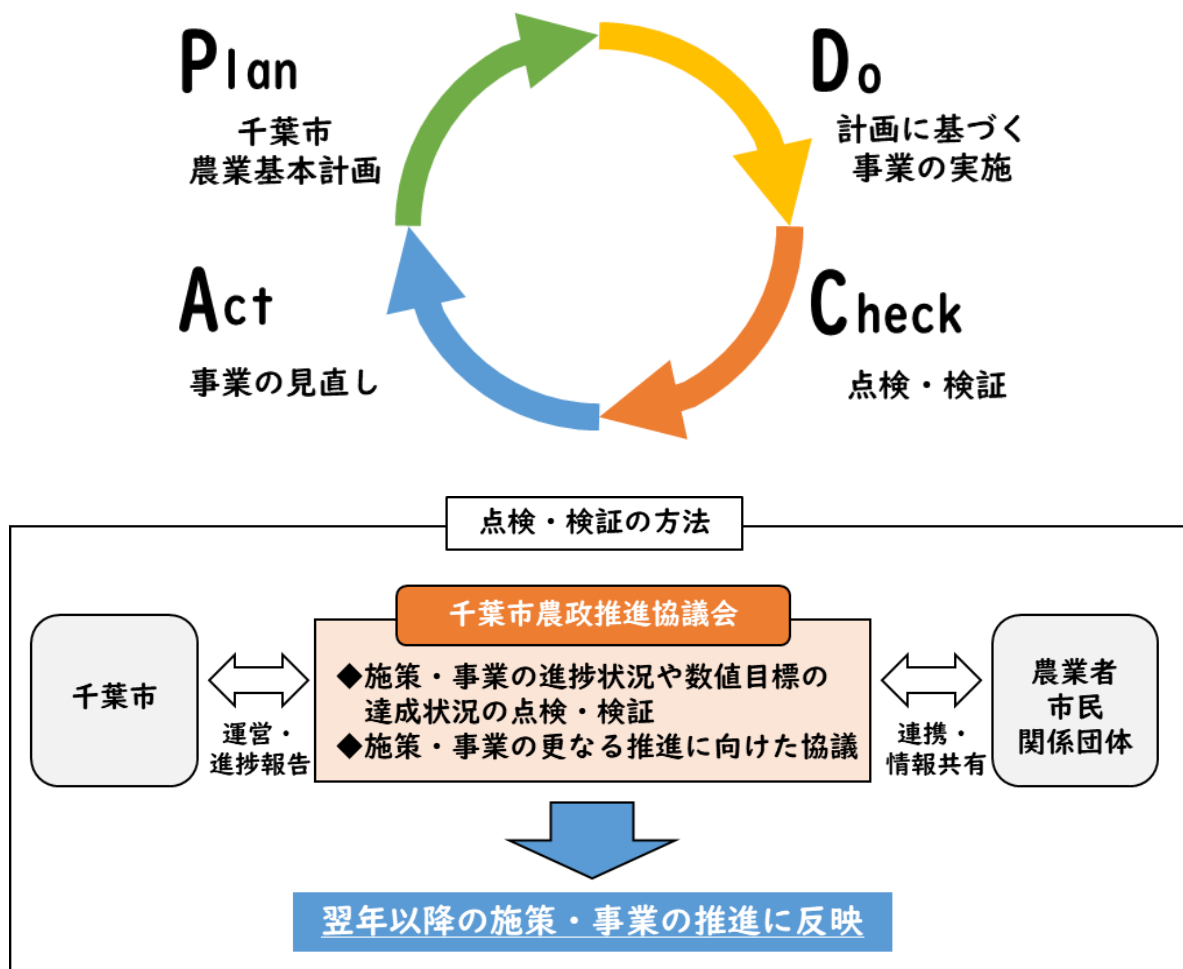 Plan
千葉市
農業基本計画
Do
計画に基づく
事業の実施
Act
事業の見直し
Check
点検・検証
点検・検証の方法
千葉市農政推進協議会
千葉市
運営・
進捗報告
◆施策・事業の進捗状況や数値目標の
達成状況の点検・検証
◆施策・事業の更なる推進に向けた協議
連携・
情報共有
農業者
市民
関係団体
翌年以降の施策・事業の推進に反映